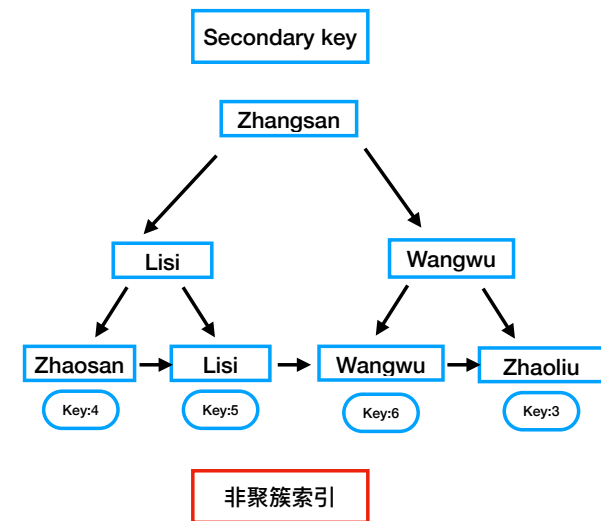 Secondary key
Zhangsan
Lisi
Wangwu
Zhaosan
Lisi
Wangwu
Zhaoliu
Key:4
Key:5
Key:6
Key:3
非聚簇索引